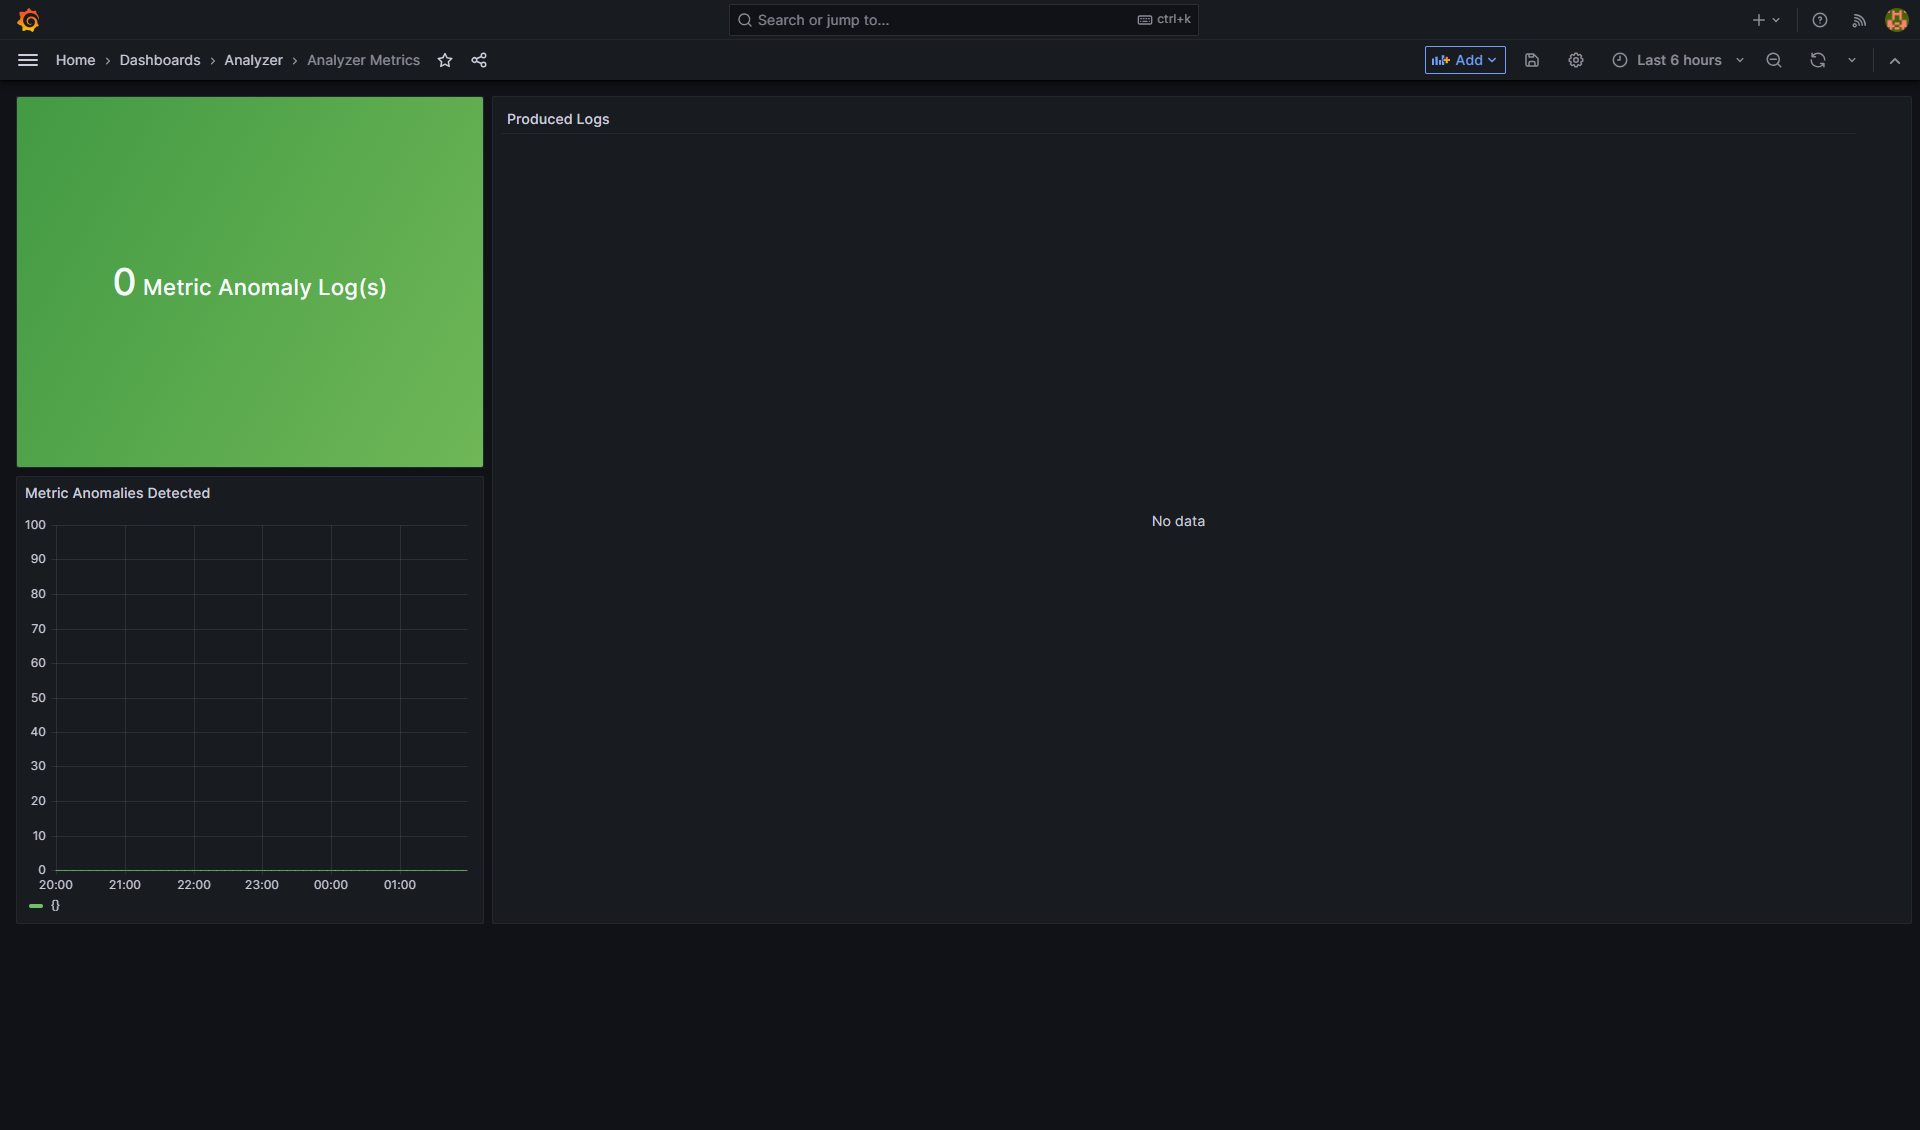 Search or jump to...
ctrl+k
Home › Dashboards › Analyzer › Analyzer Metrics
Add
Last 6 hours
0 Metric Anomaly Log(s)
Produced Logs
No data
Metric Anomalies Detected
100
90
80
70
60
50
40
30
20
10
0
20:00 21:00 22:00 23:00 00:00 01:00
{}